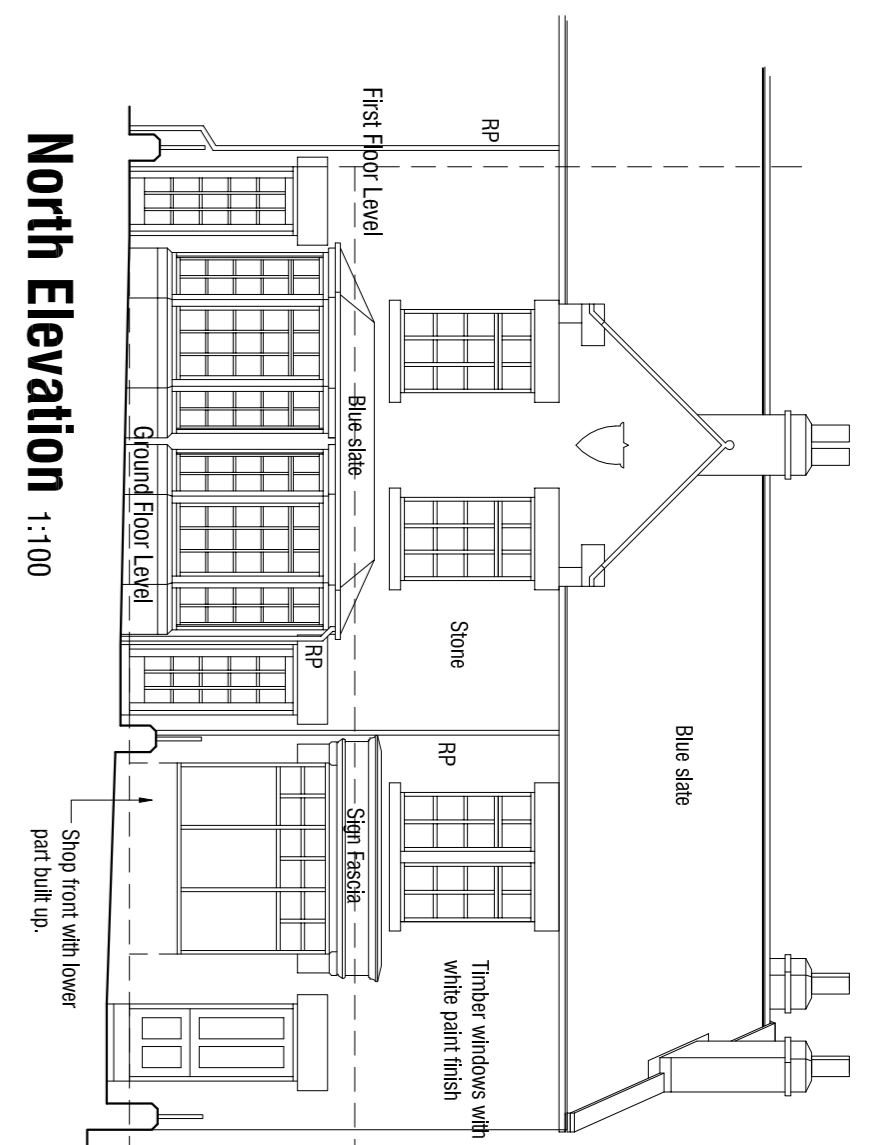 RP
First Floor Level
Blue slate
Blue slate
Stone
RP
RP
Sign Fascia
Timber windows with
white paint finish
Ground Floor Level
Shop front with lower
part built up.
North Elevation 1:100